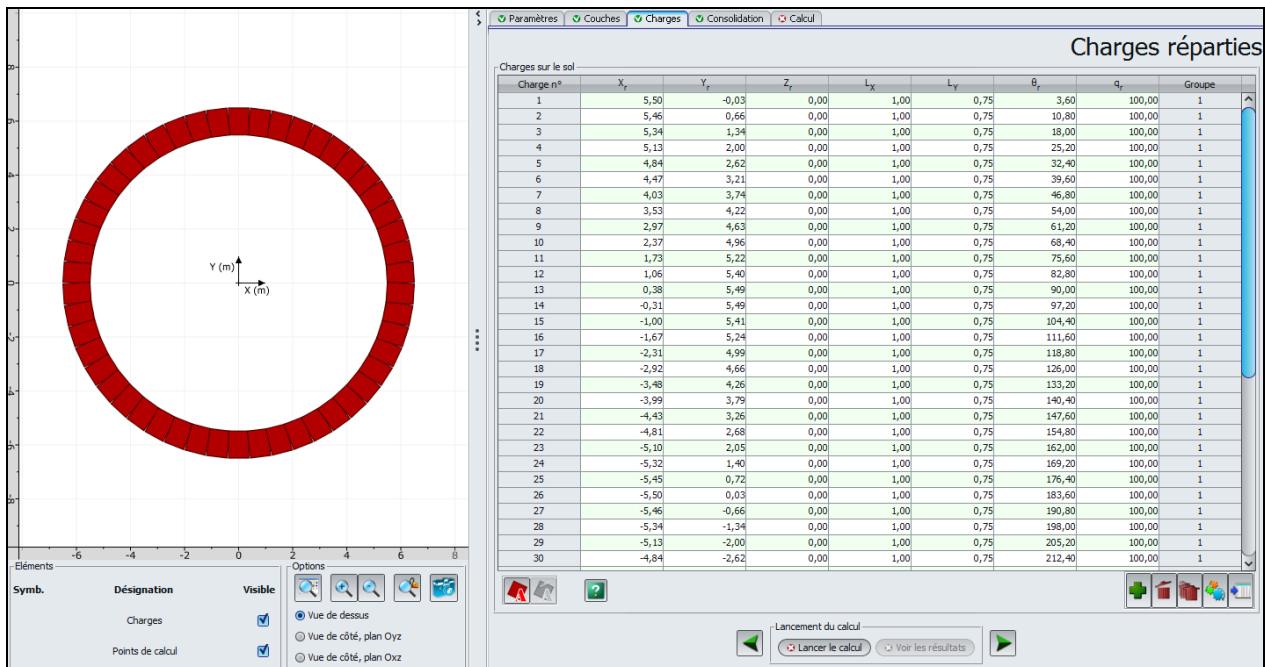 Paramètres Couches Charges Consolidation Calcul
Charges réparties
Charges sur le sol
Charge n° Xr Yr Zr LX LY θr qr Groupe
1 5,50 -0,03 0,00 1,00 0,75 3,60 100,00 1
2 5,46 0,66 0,00 1,00 0,75 10,80 100,00 1
3 5,34 1,34 0,00 1,00 0,75 18,00 100,00 1
4 5,13 2,00 0,00 1,00 0,75 25,20 100,00 1
5 4,84 2,62 0,00 1,00 0,75 32,40 100,00 1
6 4,47 3,21 0,00 1,00 0,75 39,60 100,00 1
7 4,03 3,74 0,00 1,00 0,75 46,80 100,00 1
8 3,53 4,22 0,00 1,00 0,75 54,00 100,00 1
9 2,97 4,63 0,00 1,00 0,75 61,20 100,00 1
10 2,37 4,96 0,00 1,00 0,75 68,40 100,00 1
11 1,73 5,22 0,00 1,00 0,75 75,60 100,00 1
12 1,06 5,40 0,00 1,00 0,75 82,80 100,00 1
13 0,38 5,49 0,00 1,00 0,75 90,00 100,00 1
14 -0,31 5,49 0,00 1,00 0,75 97,20 100,00 1
15 -1,00 5,41 0,00 1,00 0,75 104,40 100,00 1
16 -1,67 5,24 0,00 1,00 0,75 111,60 100,00 1
17 -2,31 4,99 0,00 1,00 0,75 118,80 100,00 1
18 -2,92 4,66 0,00 1,00 0,75 126,00 100,00 1
19 -3,48 4,26 0,00 1,00 0,75 133,20 100,00 1
20 -3,99 3,79 0,00 1,00 0,75 140,40 100,00 1
21 -4,43 3,26 0,00 1,00 0,75 147,60 100,00 1
22 -4,81 2,68 0,00 1,00 0,75 154,80 100,00 1
23 -5,10 2,05 0,00 1,00 0,75 162,00 100,00 1
24 -5,32 1,40 0,00 1,00 0,75 169,20 100,00 1
25 -5,45 0,72 0,00 1,00 0,75 176,40 100,00 1
26 -5,50 0,03 0,00 1,00 0,75 183,60 100,00 1
27 -5,46 -0,66 0,00 1,00 0,75 190,80 100,00 1
28 -5,34 -1,34 0,00 1,00 0,75 198,00 100,00 1
29 -5,13 -2,00 0,00 1,00 0,75 205,20 100,00 1
30 -4,84 -2,62 0,00 1,00 0,75 212,40 100,00 1
8
6
4
2
0
-2
-4
-6
-8
Y (m)
X (m)
-6 -4 -2 0 2 4 6 8
Eléments
Symb. Désignation Visible
Charges
Points de calcul
Options
Vue de dessus
Vue de côté, plan Oyz
Vue de côté, plan Oxz
Lancement du calcul
Lancer le calcul Voir les résultats